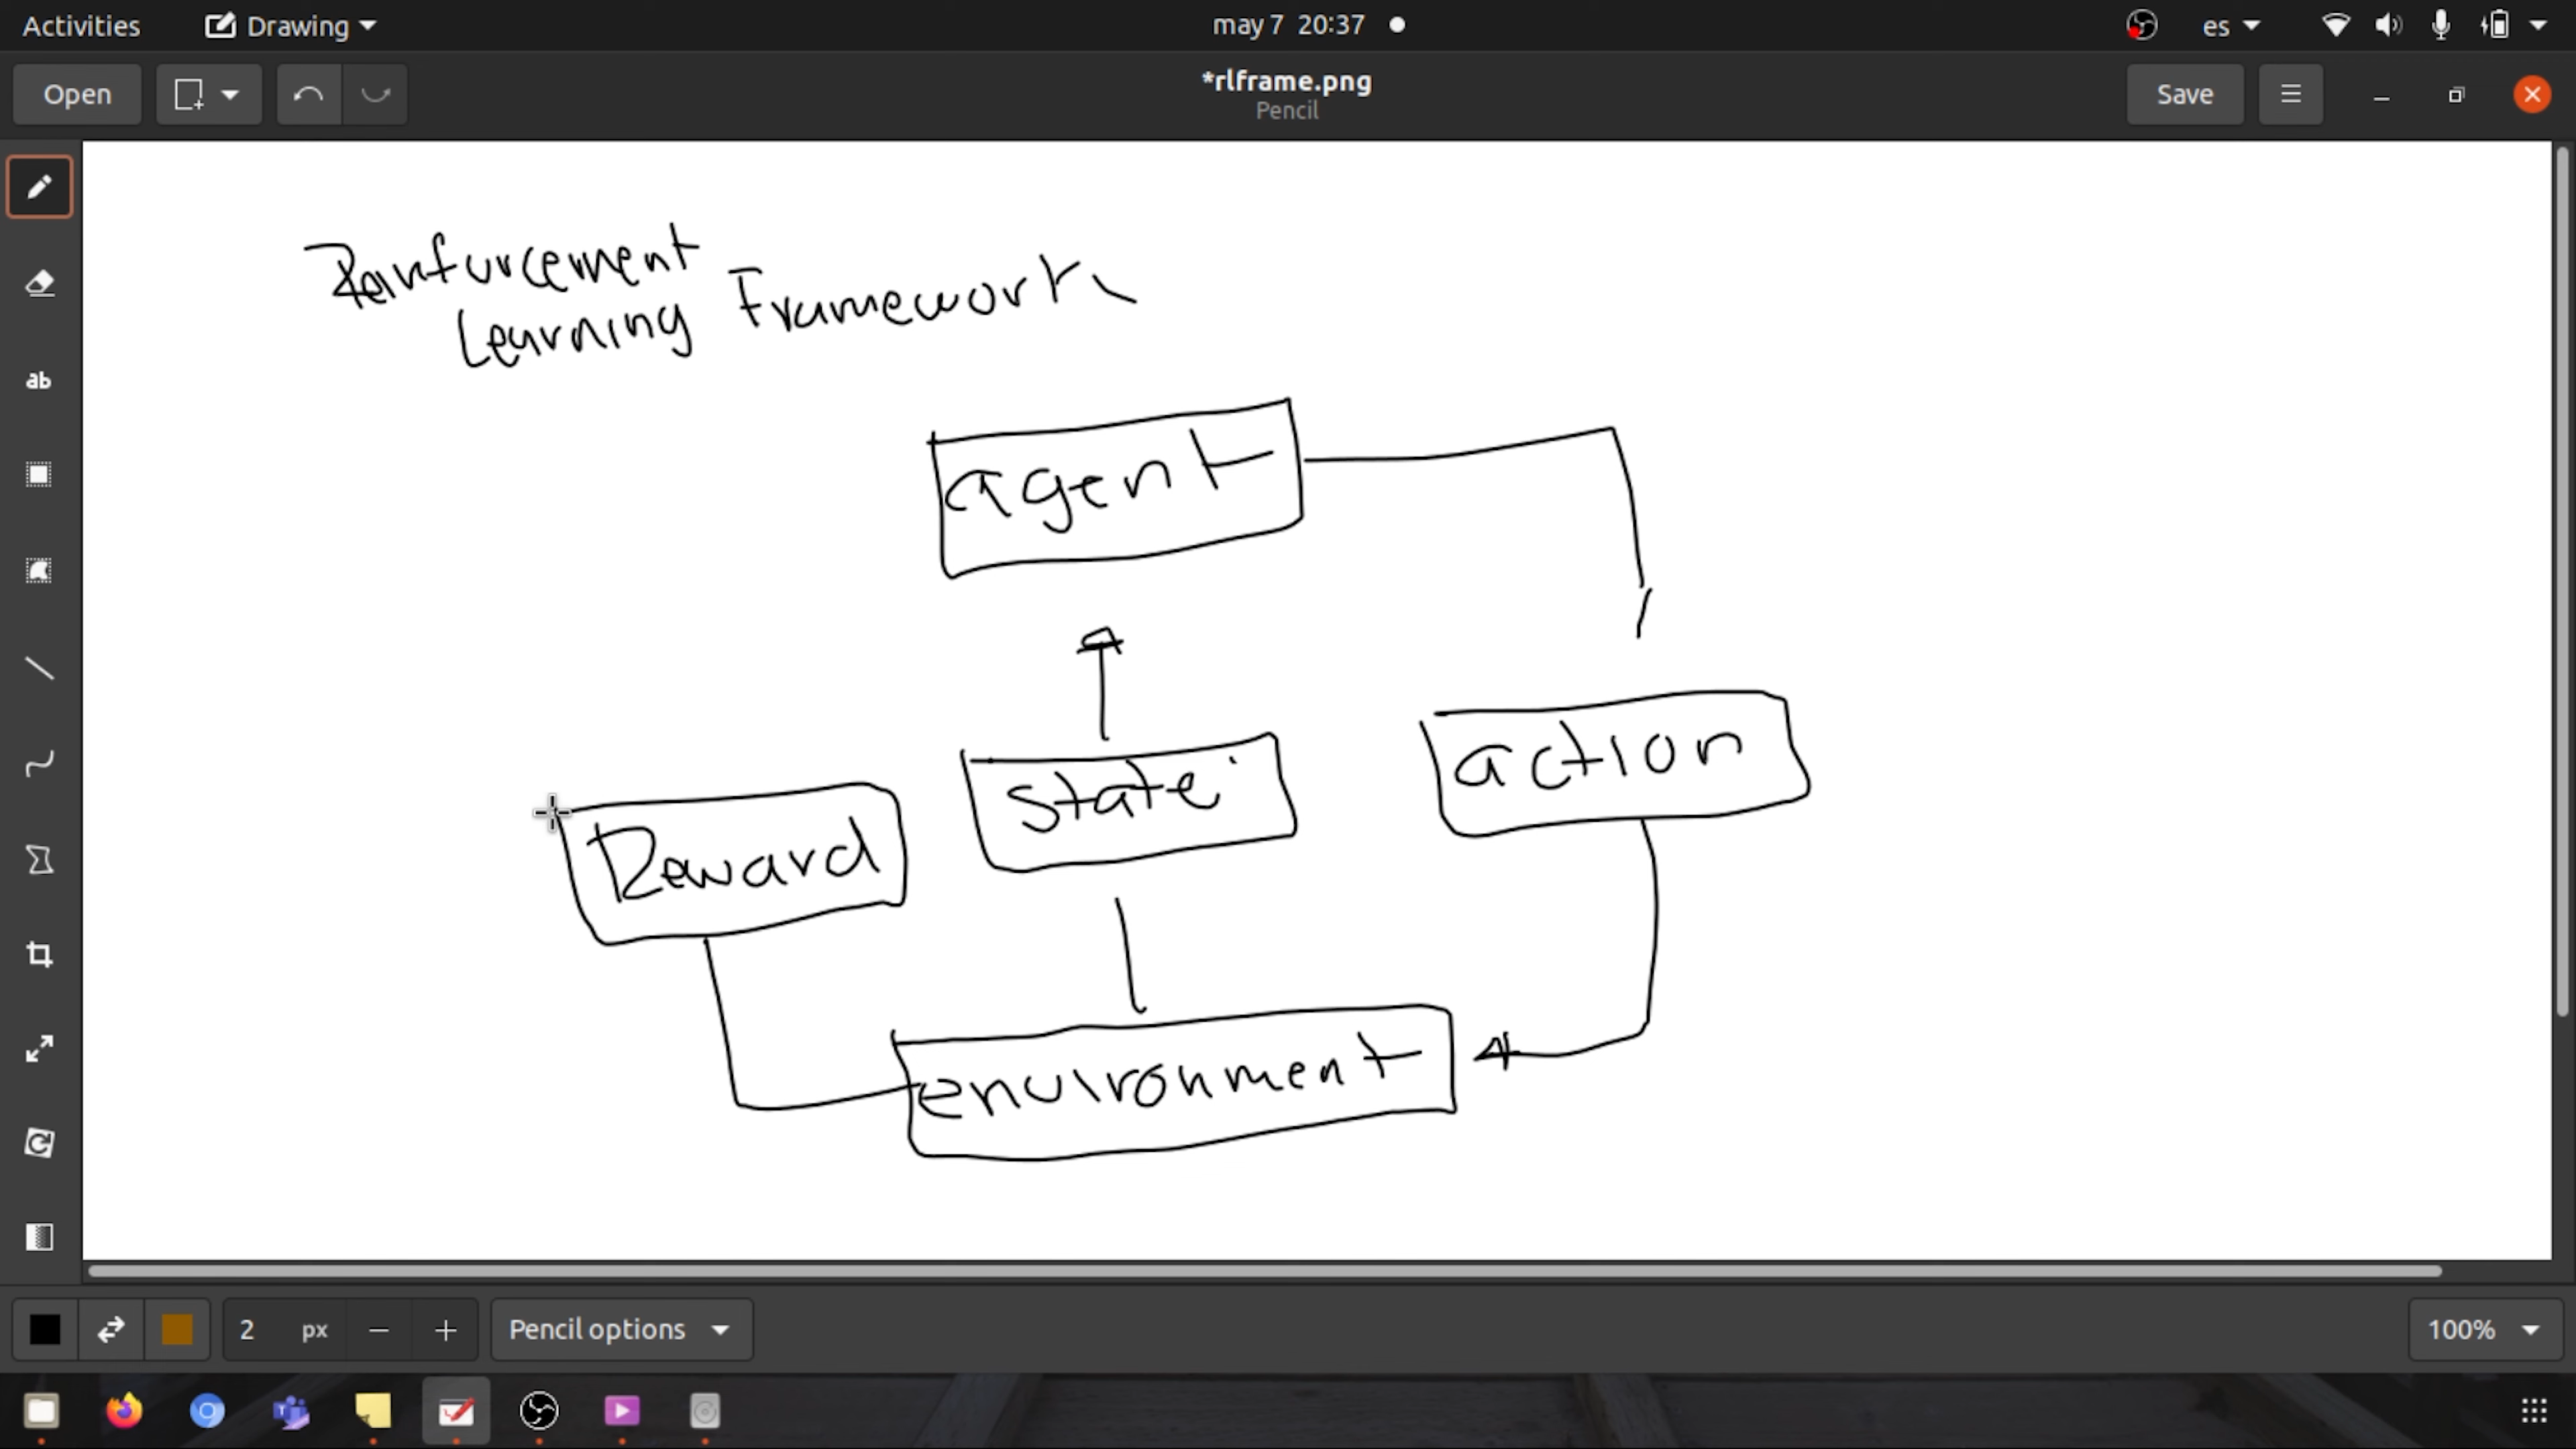 Activities Drawing may 7 20:37 es
Open *rlframe.png Save
Pencil
ab
Reinfurcement
Learning Framework
agent
action
state
Reward
environment
2 px Pencil options 100%